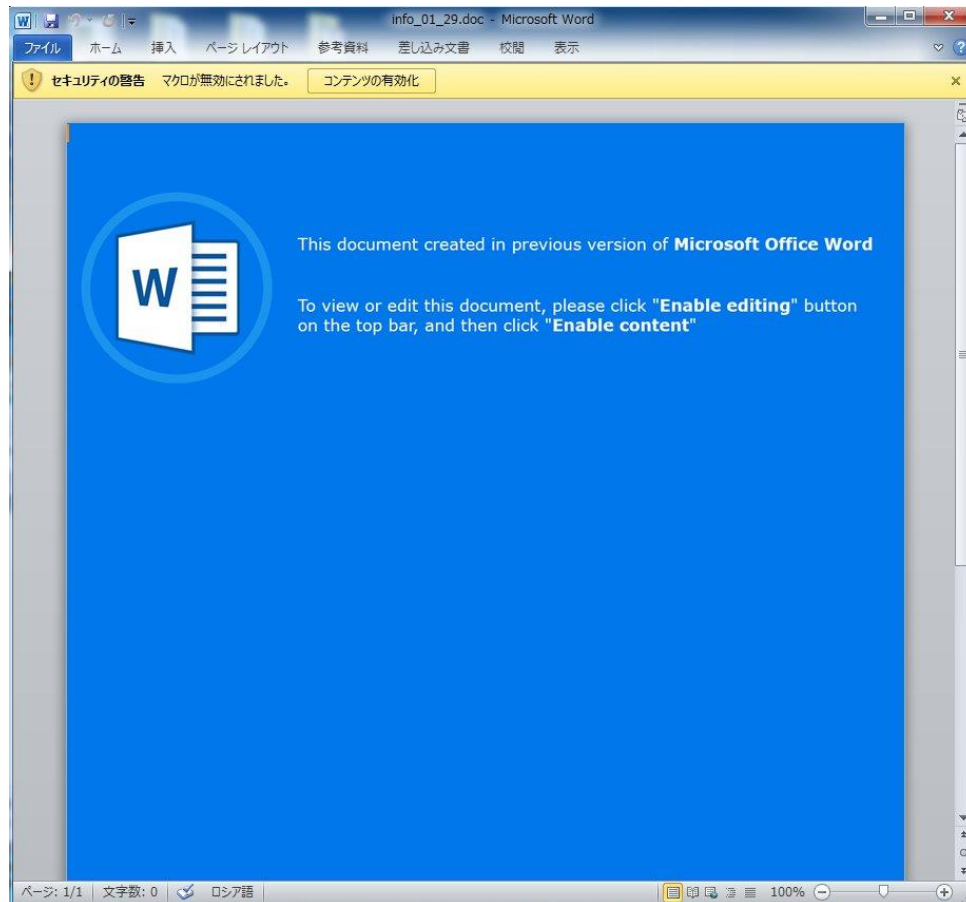 info_01_29.doc - Microsoft Word
ファイル ホーム 挿入 ページ レイアウト 参考資料 差し込み文書 校閲 表示
セキュリティの警告 マクロが無効にされました。 コンテンツの有効化
This document created in previous version of Microsoft Office Word
To view or edit this document, please click "Enable editing" button
on the top bar, and then click "Enable content"
W
ページ: 1/1 文字数: 0 ロシア語 100%